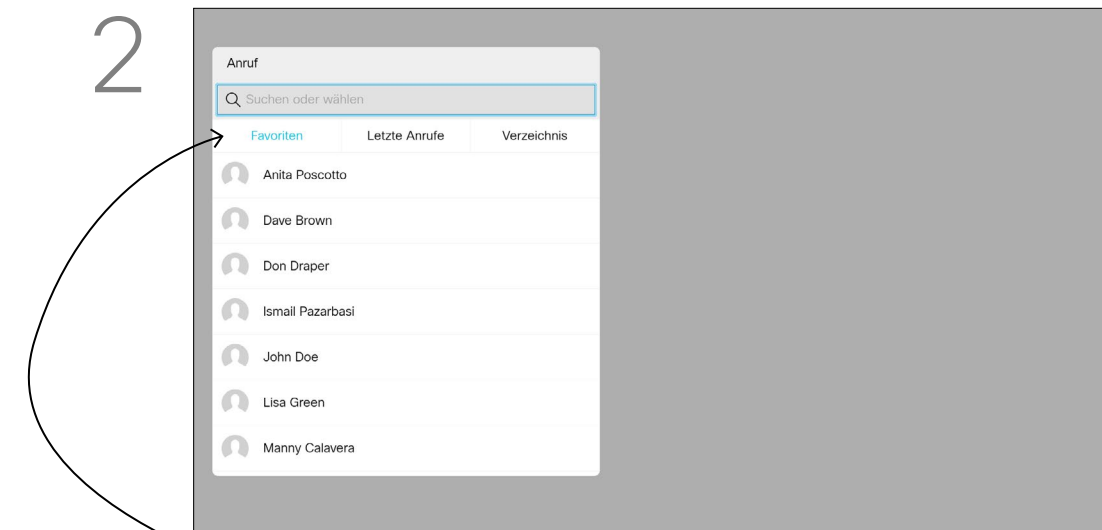 2
Anruf
Suchen oder wählen
Favoriten Letzte Anrufe Verzeichnis
Anita Poscotto
Dave Brown
Don Draper
Ismail Pazarbasi
John Doe
Lisa Green
Manny Calavera